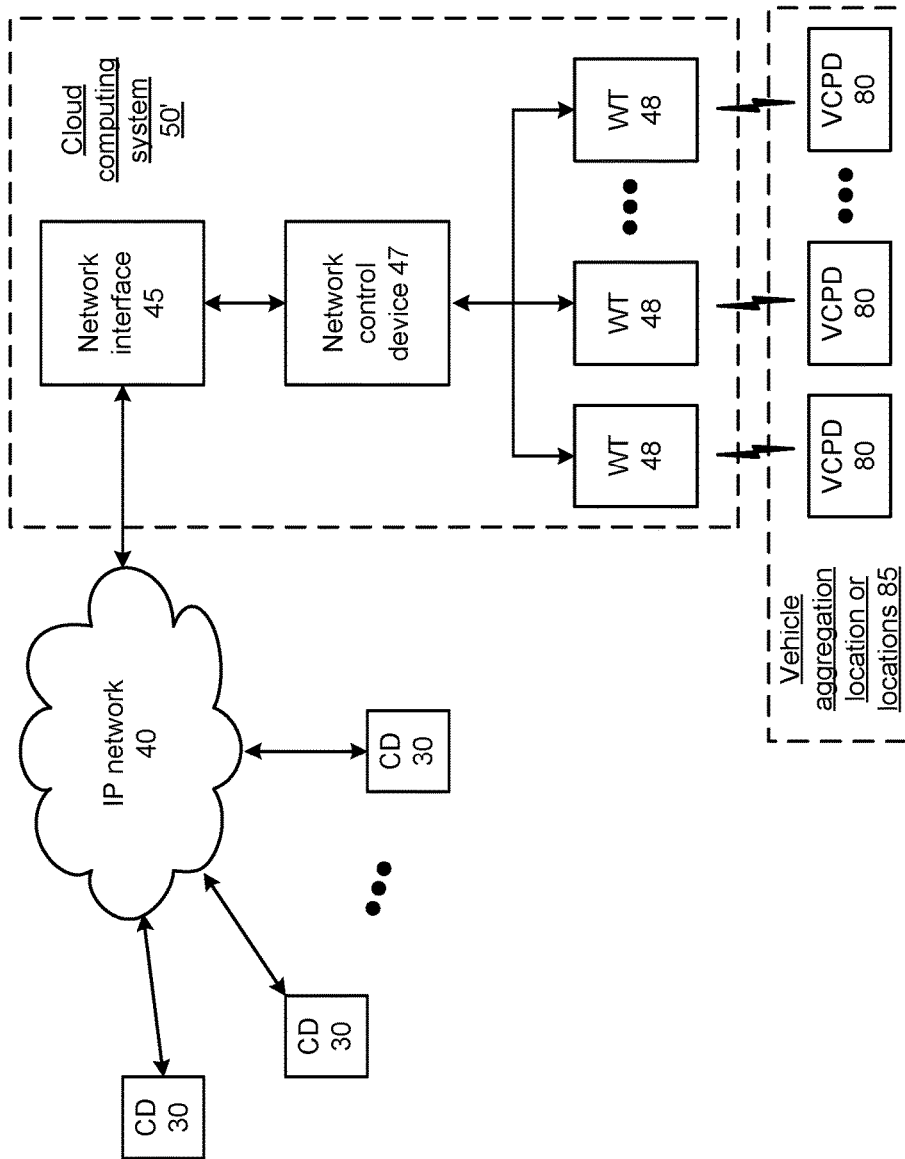 CD
30
CD
30
CD
30
IP network
40
Network
interface
45
Cloud
computing
system
50'
Network
control
device 47
WT
48
WT
48
WT
48
Vehicle
aggregation
location or
locations 85
VCPD
80
VCPD
80
VCPD
80